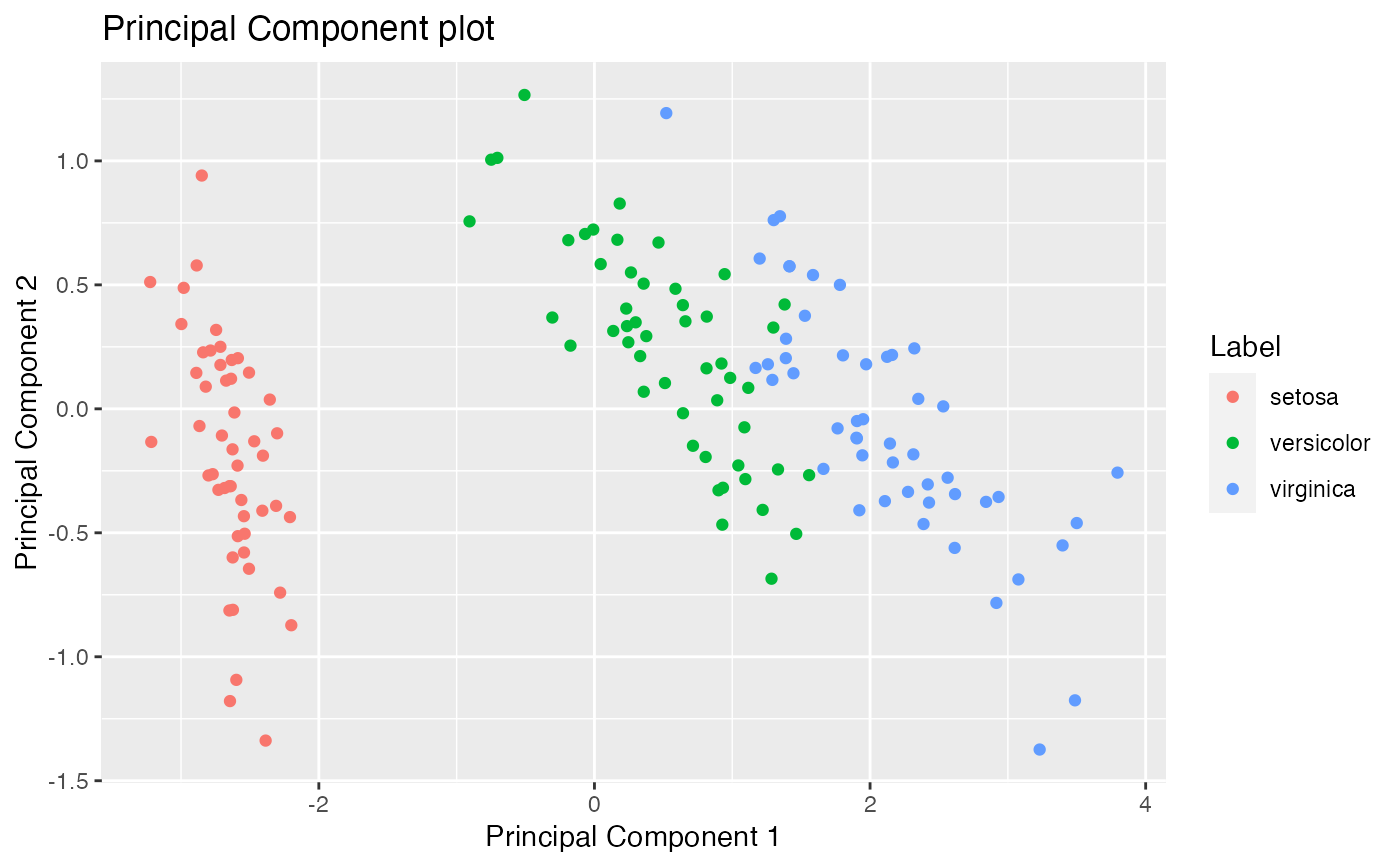 Principal Component plot
Principal Component 2
1.0
0.5
0.0
-0.5
-1.0
-1.5
-2
0
2
4
Principal Component 1
Label
setosa
versicolor
virginica